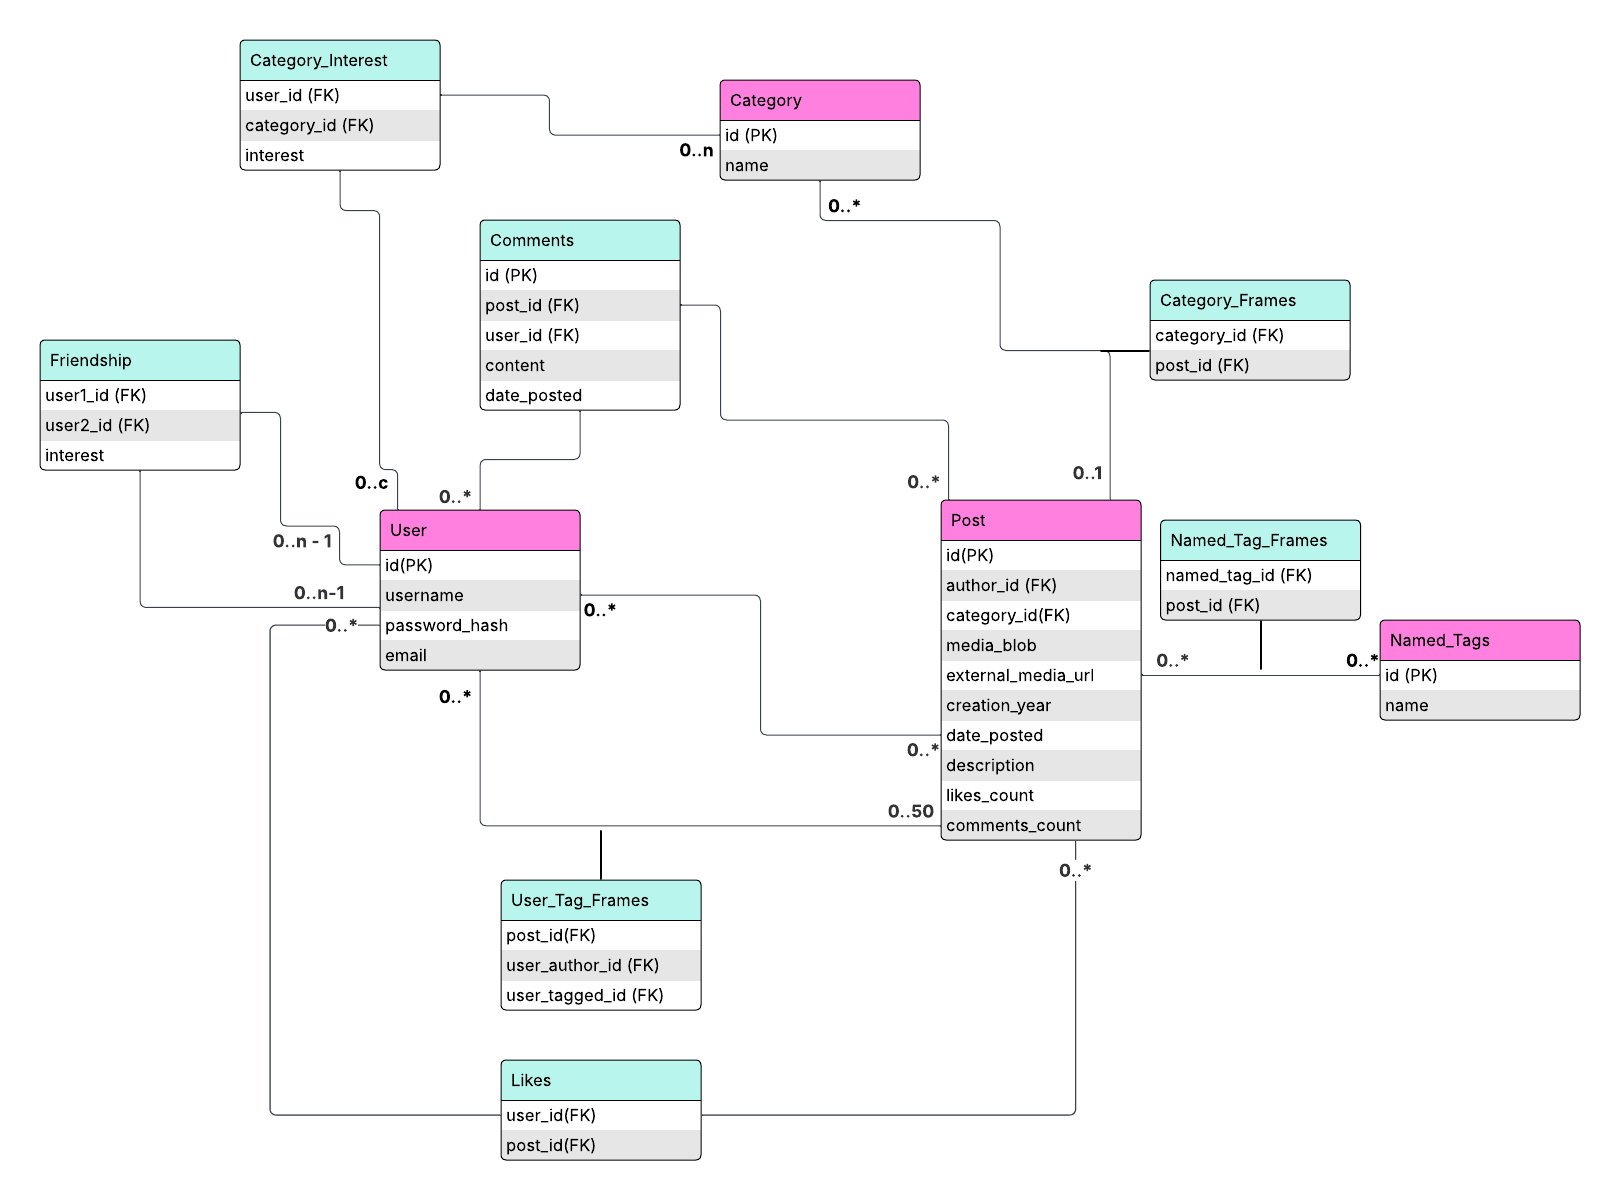 Category_Interest
user_id (FK)
category_id (FK)
interest
Category
id (PK)
name
0..n
0..*
Comments
id (PK)
post_id (FK)
user_id (FK)
content
date_posted
Category_Frames
category_id (FK)
post_id (FK)
Friendship
user1_id (FK)
user2_id (FK)
interest
0..c
0..*
0..*
0..1
0..n - 1
0..n-1
0..*
User
id(PK)
username
password_hash
email
0..*
0..*
Post
id(PK)
author_id (FK)
category_id(FK)
media_blob
external_media_url
creation_year
date_posted
description
likes_count
comments_count
0..*
0..50
0..*
Named_Tag_Frames
named_tag_id (FK)
post_id (FK)
0..*
0..*
Named_Tags
id (PK)
name
User_Tag_Frames
post_id(FK)
user_author_id (FK)
user_tagged_id (FK)
Likes
user_id(FK)
post_id(FK)